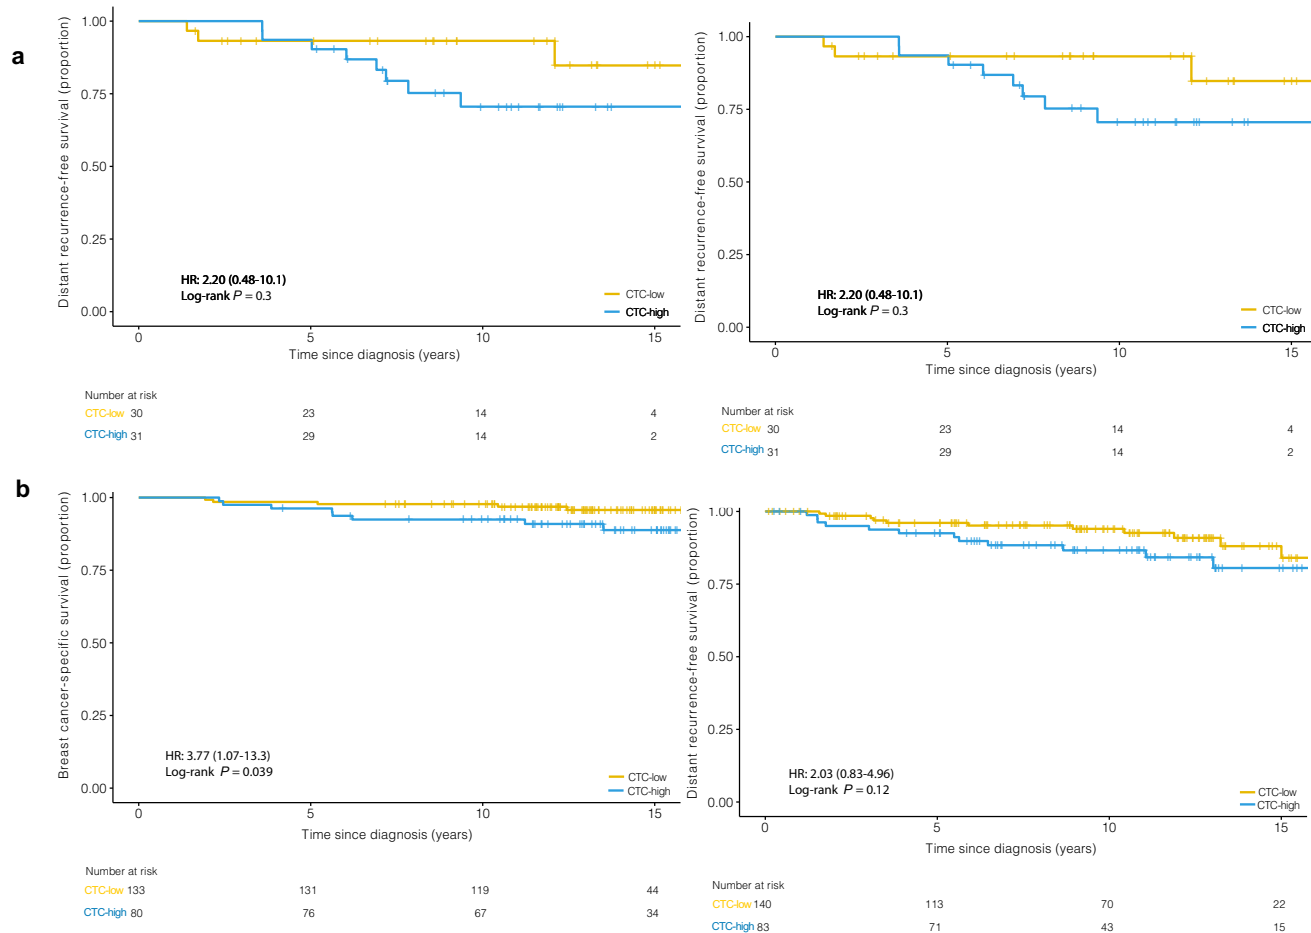 a
Distant recurrence-free survival (proportion)
1.00
0.75
0.50
0.25
0.00
HR: 2.20 (0.48-10.1)
Log-rank P = 0.3
CTC-low
CTC-high
0 5 10 15
Time since diagnosis (years)
Number at risk
CTC-low 30 23 14 4
CTC-high 31 29 14 2
Distant recurrence-free survival (proportion)
1.00
0.75
0.50
0.25
0.00
HR: 2.20 (0.48-10.1)
Log-rank P = 0.3
CTC-low
CTC-high
0 5 10 15
Time since diagnosis (years)
Number at risk
CTC-low 30 23 14 4
CTC-high 31 29 14 2
b
Breast cancer-specific survival (proportion)
1.00
0.75
0.50
0.25
0.00
HR: 3.77 (1.07-13.3)
Log-rank P = 0.039
CTC-low
CTC-high
0 5 10 15
Time since diagnosis (years)
Number at risk
CTC-low 133 131 119 44
CTC-high 80 76 67 34
Distant recurrence-free survival (proportion)
1.00
0.75
0.50
0.25
0.00
HR: 2.03 (0.83-4.96)
Log-rank P = 0.12
CTC-low
CTC-high
0 5 10 15
Time since diagnosis (years)
Number at risk
CTC-low 140 113 70 22
CTC-high 83 71 43 15